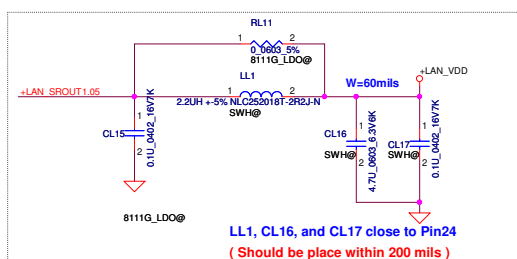 RL11
1 2
0_0603_5%
8111G_LDO@
+LAN_VDD
LL1
+LAN_SROUT1.05
1 2
W=60mils
2.2UH +-5% NLC252018T-2R2J-N
SWH@
1
CL15
2
0.1U_0402_16V7K
1
CL16
SWH@
2
4.7U_0603_6.3V6K
1
CL17
SWH@
2
0.1U_0402_16V7K
8111G_LDO@
LL1, CL16, and CL17 close to Pin24
( Should be place within 200 mils )